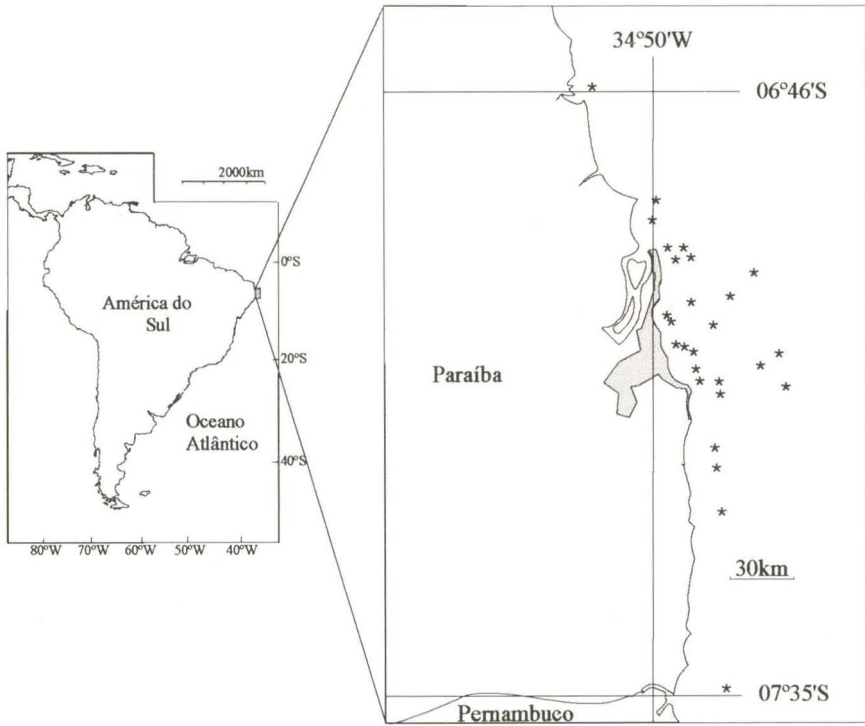 34°50'W
06°46'S
2000km
0°S
América do
Sul
20°S
Paraíba
Oceano
Atlântico
40°S
80°W 70°W 60°W 50°W 40°W
30km
07°35'S
Pernambuco